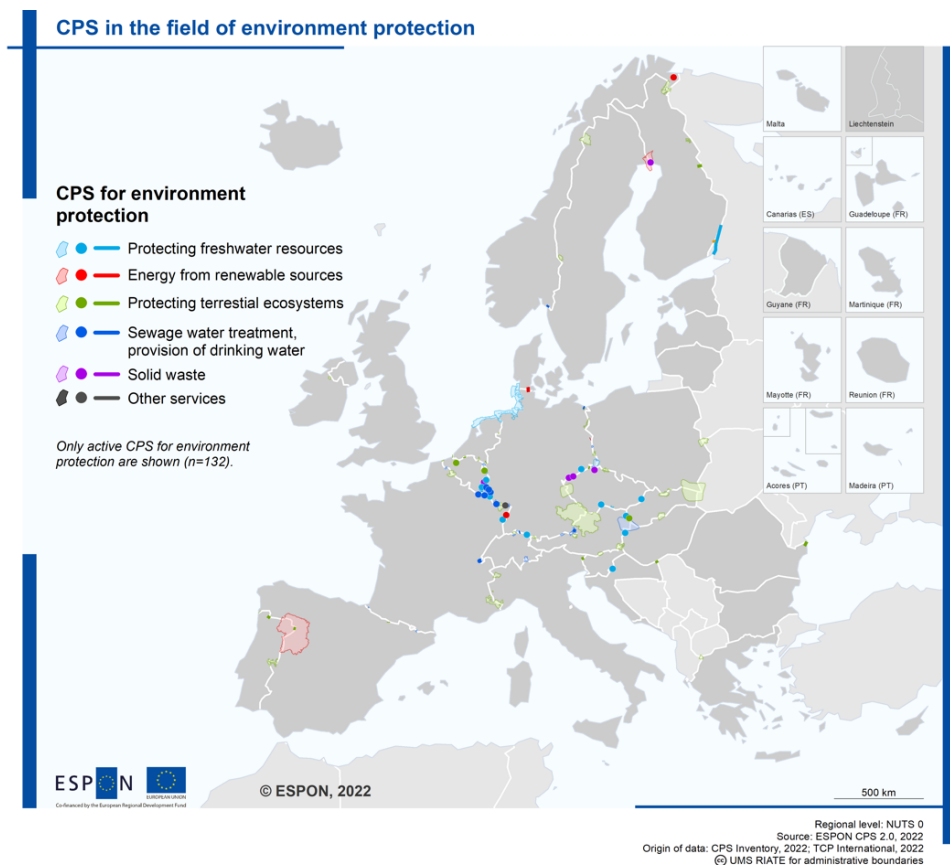 CPS in the field of environment protection
Malta
Liechtenstein
Canarias (ES)
Guadeloupe (FR)
Guyane (FR)
Martinique (FR)
Mayotte (FR)
Reunion (FR)
Acores (PT)
Madeira (PT)
CPS for environment
protection
Protecting freshwater resources
Energy from renewable sources
Protecting terrestial ecosystems
Sewage water treatment,
provision of drinking water
Solid waste
Other services
Only active CPS for environment
protection are shown (n=132).
ESPON
EUROPEAN UNION
Co-financed by the European Regional Development Fund
© ESPON, 2022
500 km
Regional level: NUTS 0
Source: ESPON CPS 2.0, 2022
Origin of data: CPS Inventory, 2022; TCP International, 2022
(cc) UMS RIATE for administrative boundaries